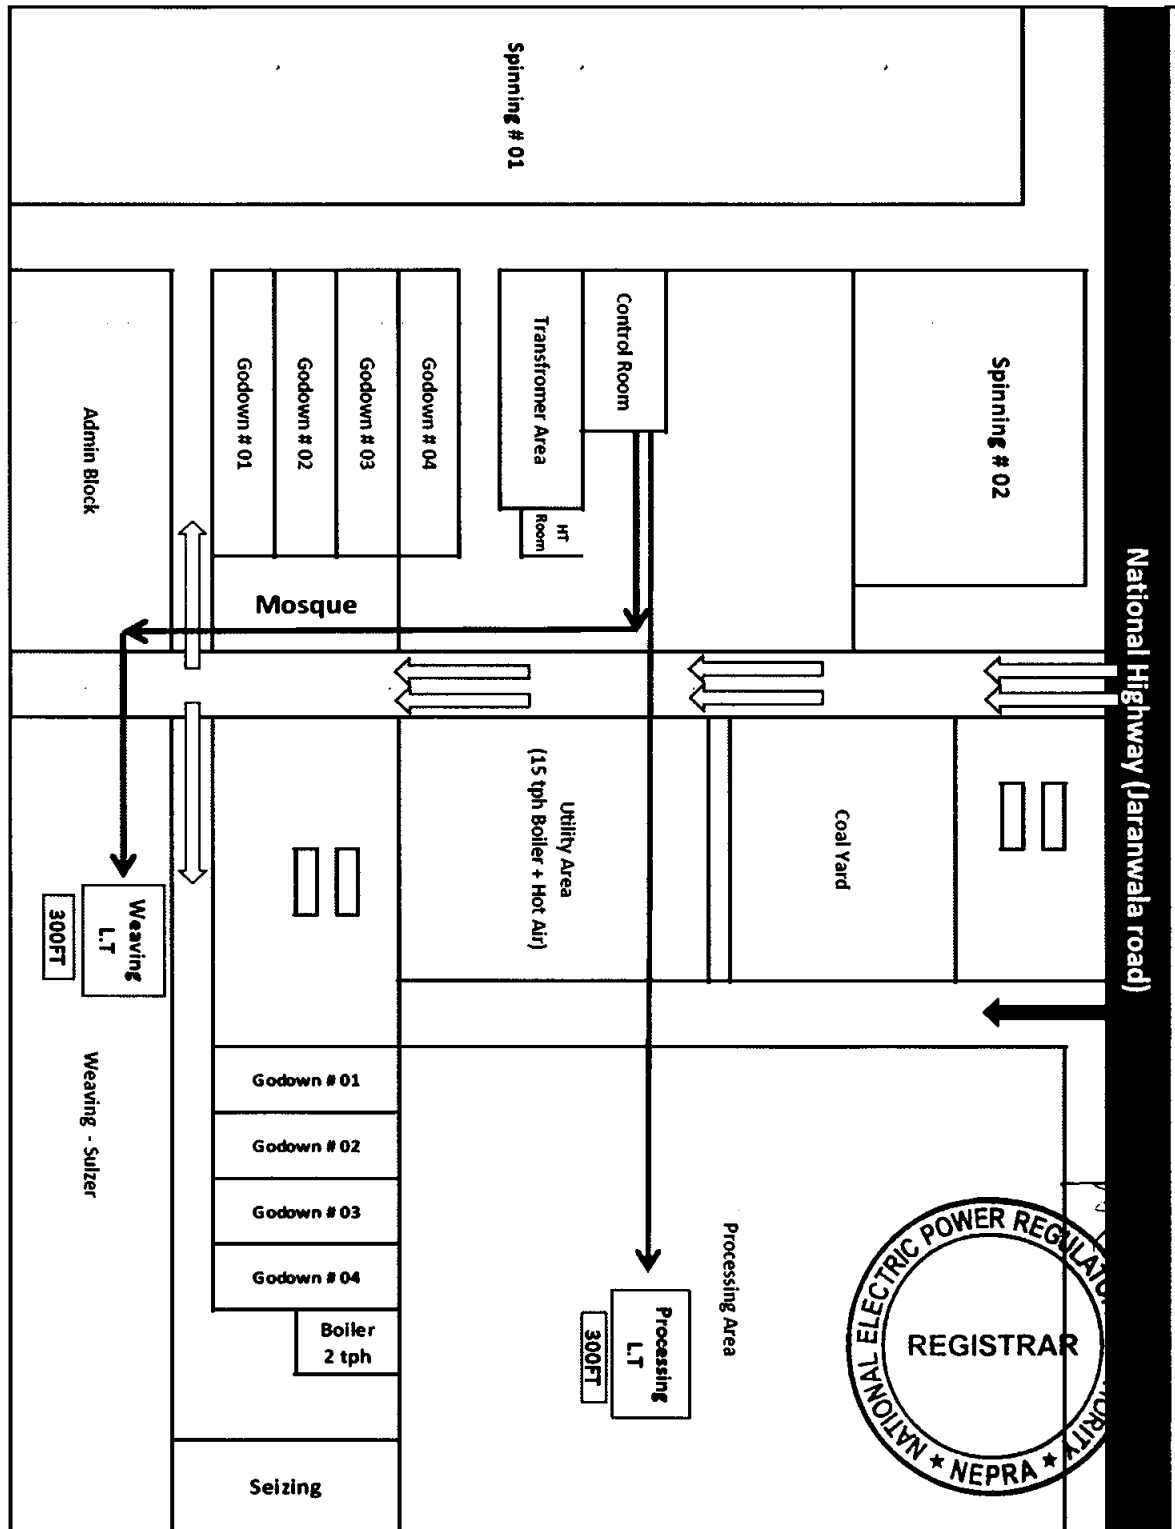 National Highway (Jaranwala road)
Spinning # 01
Spinning # 02
Control Room
Transfromer Area
HT
Room
Godown # 04
Godown # 03
Godown # 02
Godown # 01
Admin Block
Mosque
Coal Yard
Utility Area
(15 tph Boiler + Hot Air)
Weaving
L.T
300FT
Weaving - Sulzer
Godown # 01
Godown # 02
Godown # 03
Godown # 04
Boiler
2 tph
Seizing
Processing Area
Processing
L.T
300FT
NATIONAL ELECTRIC POWER
REGISTRAR
★ NEPRA ★